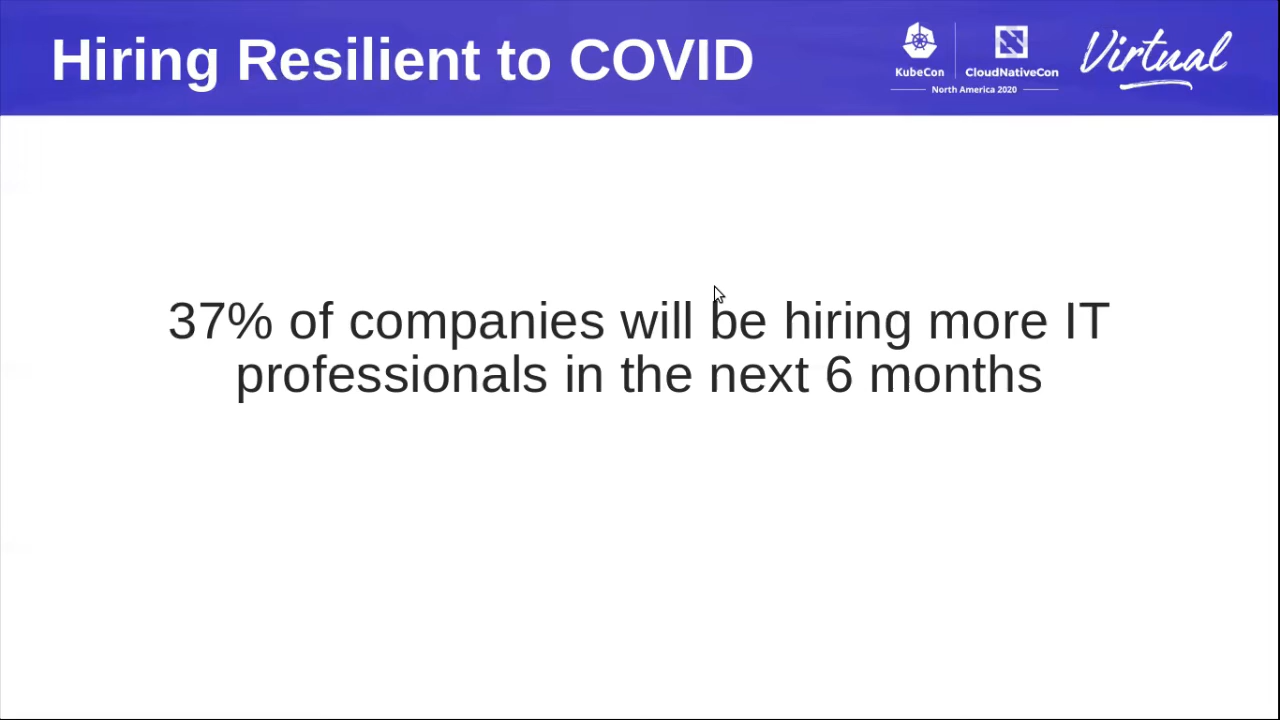 Hiring Resilient to COVID
KubeCon
CloudNativeCon
North America 2020
Virtual
37% of companies will be hiring more IT
professionals in the next 6 months